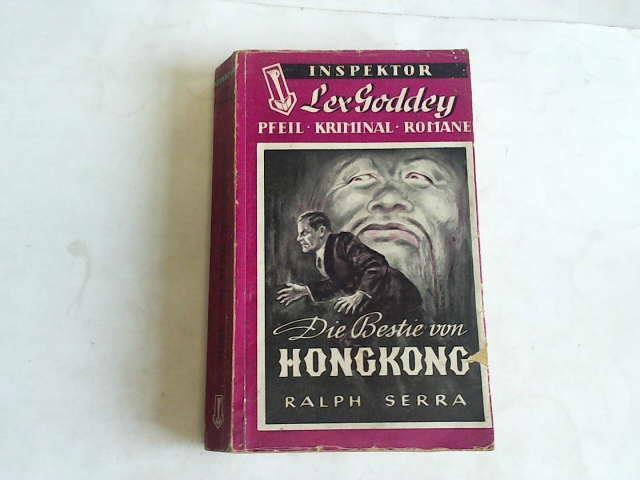 INSPEKTOR
Lex Goddey
PFEIL · KRIMINAL · ROMANE
Die Bestie von
HONGKONG
RALPH SERRA